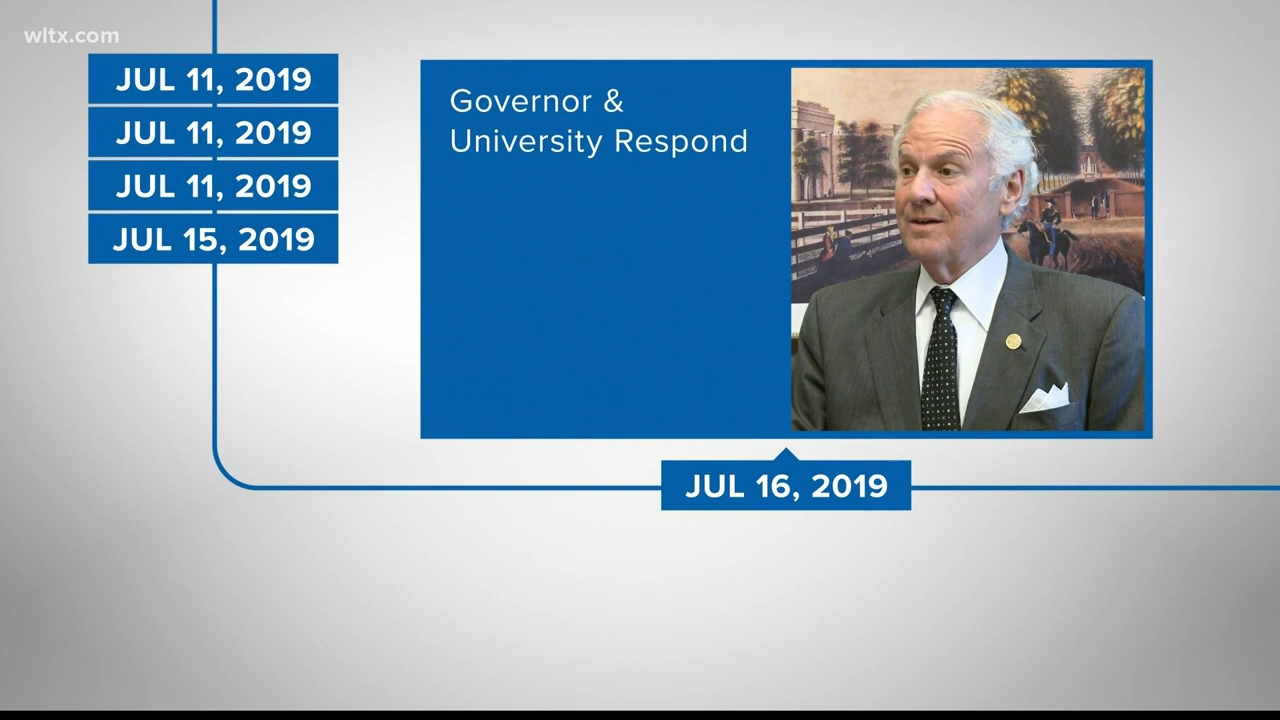 wltx.com
JUL 11, 2019
JUL 11, 2019
JUL 11, 2019
JUL 15, 2019
Governor &
University Respond
JUL 16, 2019